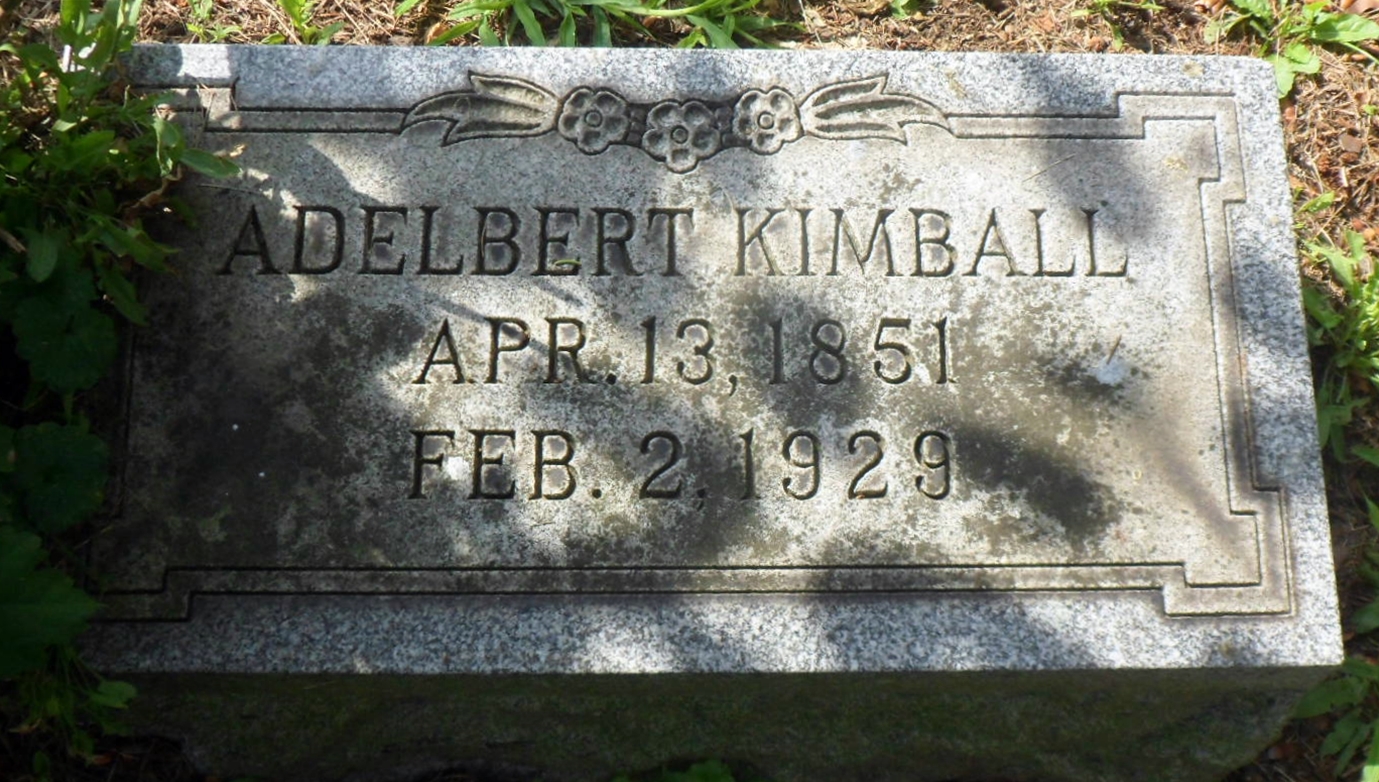 ADELBERT KIMBALL
APR. 13, 1851
FEB. 2, 1929